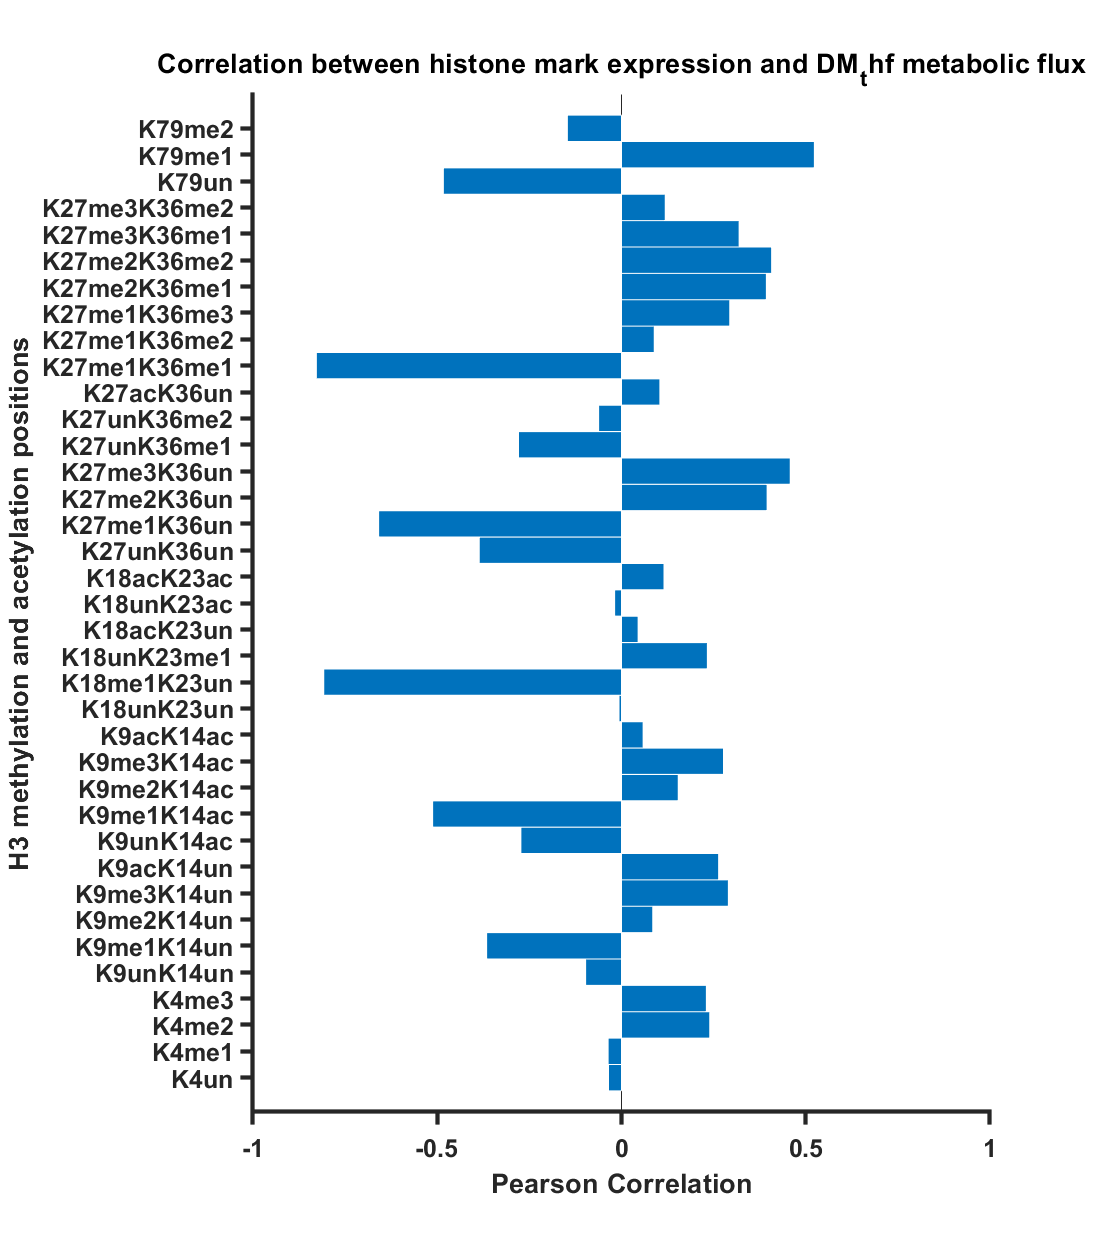 Correlation between histone mark expression and DM_thf metabolic flux
K79me2
K79me1
K79un
K27me3K36me2
K27me3K36me1
K27me2K36me2
K27me2K36me1
K27me1K36me3
K27me1K36me2
K27me1K36me1
K27acK36un
K27unK36me2
K27unK36me1
K27me3K36un
K27me2K36un
K27me1K36un
K27unK36un
K18acK23ac
K18unK23ac
K18acK23un
K18unK23me1
K18me1K23un
K18unK23un
K9acK14ac
K9me3K14ac
K9me2K14ac
K9me1K14ac
K9unK14ac
K9acK14un
K9me3K14un
K9me2K14un
K9me1K14un
K9unK14un
K4me3
K4me2
K4me1
K4un
H3 methylation and acetylation positions
-1 -0.5 0 0.5 1
Pearson Correlation